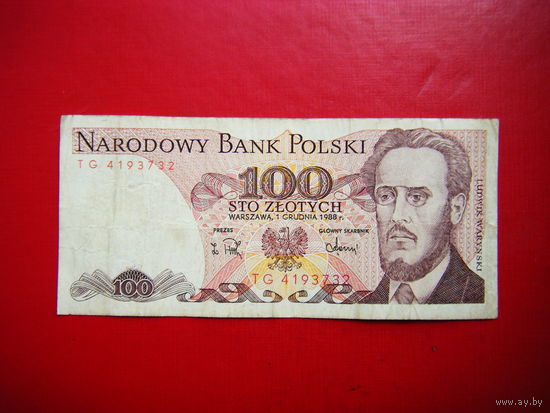 NARODOWY BANK POLSKI
TG 4193732
100
STO ZŁOTYCH
WARSZAWA, 1 GRUDNIA 1988 r.
PREZES
GŁÓWNY SKARBNIK
LUDWIK WARYŃSKI
TG 4193732
100
www.ay.by